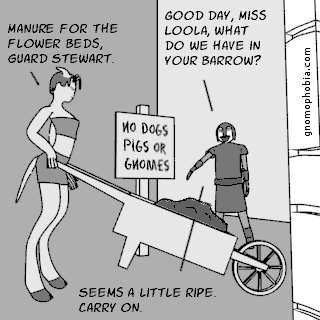 GOOD DAY, MISS
LOOLA, WHAT
DO WE HAVE IN
YOUR BARROW?
MANURE FOR THE
FLOWER BEDS,
GUARD STEWART.
NO DOGS
PIGS OR
GNOMES
SEEMS A LITTLE RIPE.
CARRY ON.
gnomophobia.com